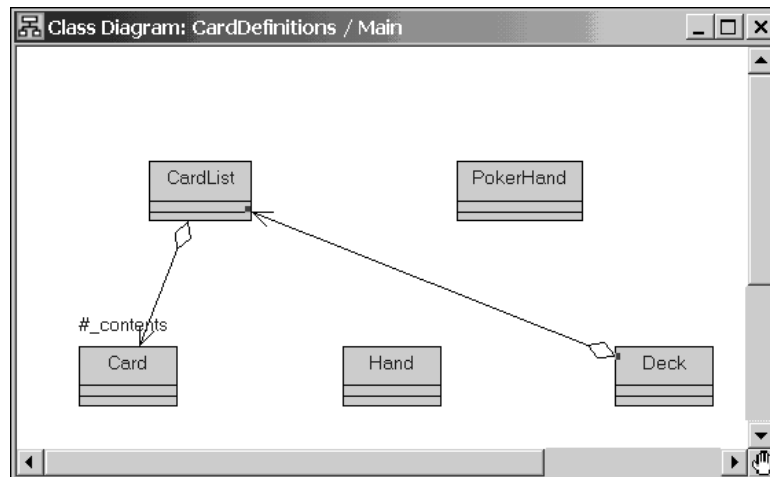 Class Diagram: CardDefinitions / Main
CardList
PokerHand
#_contents
Card
Hand
Deck